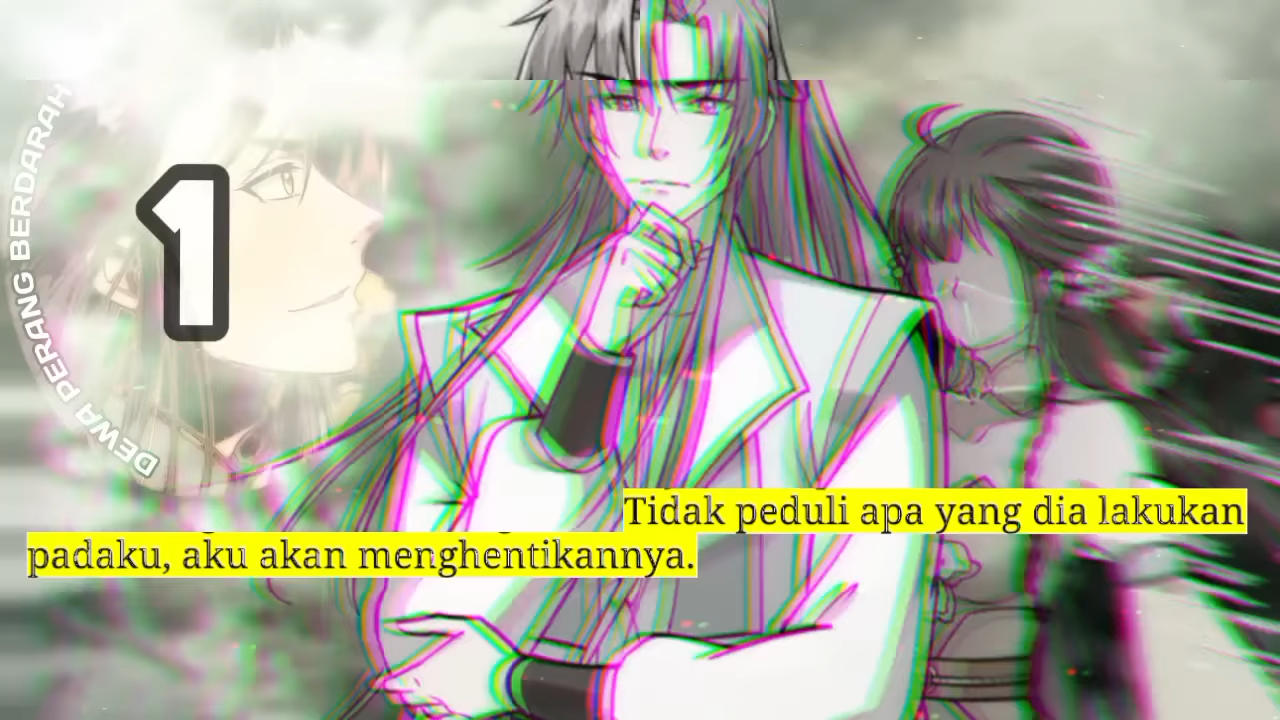 DEWA PERANG BERDARAH
1
Tidak peduli apa yang dia lakukan
padaku, aku akan menghentikannya.